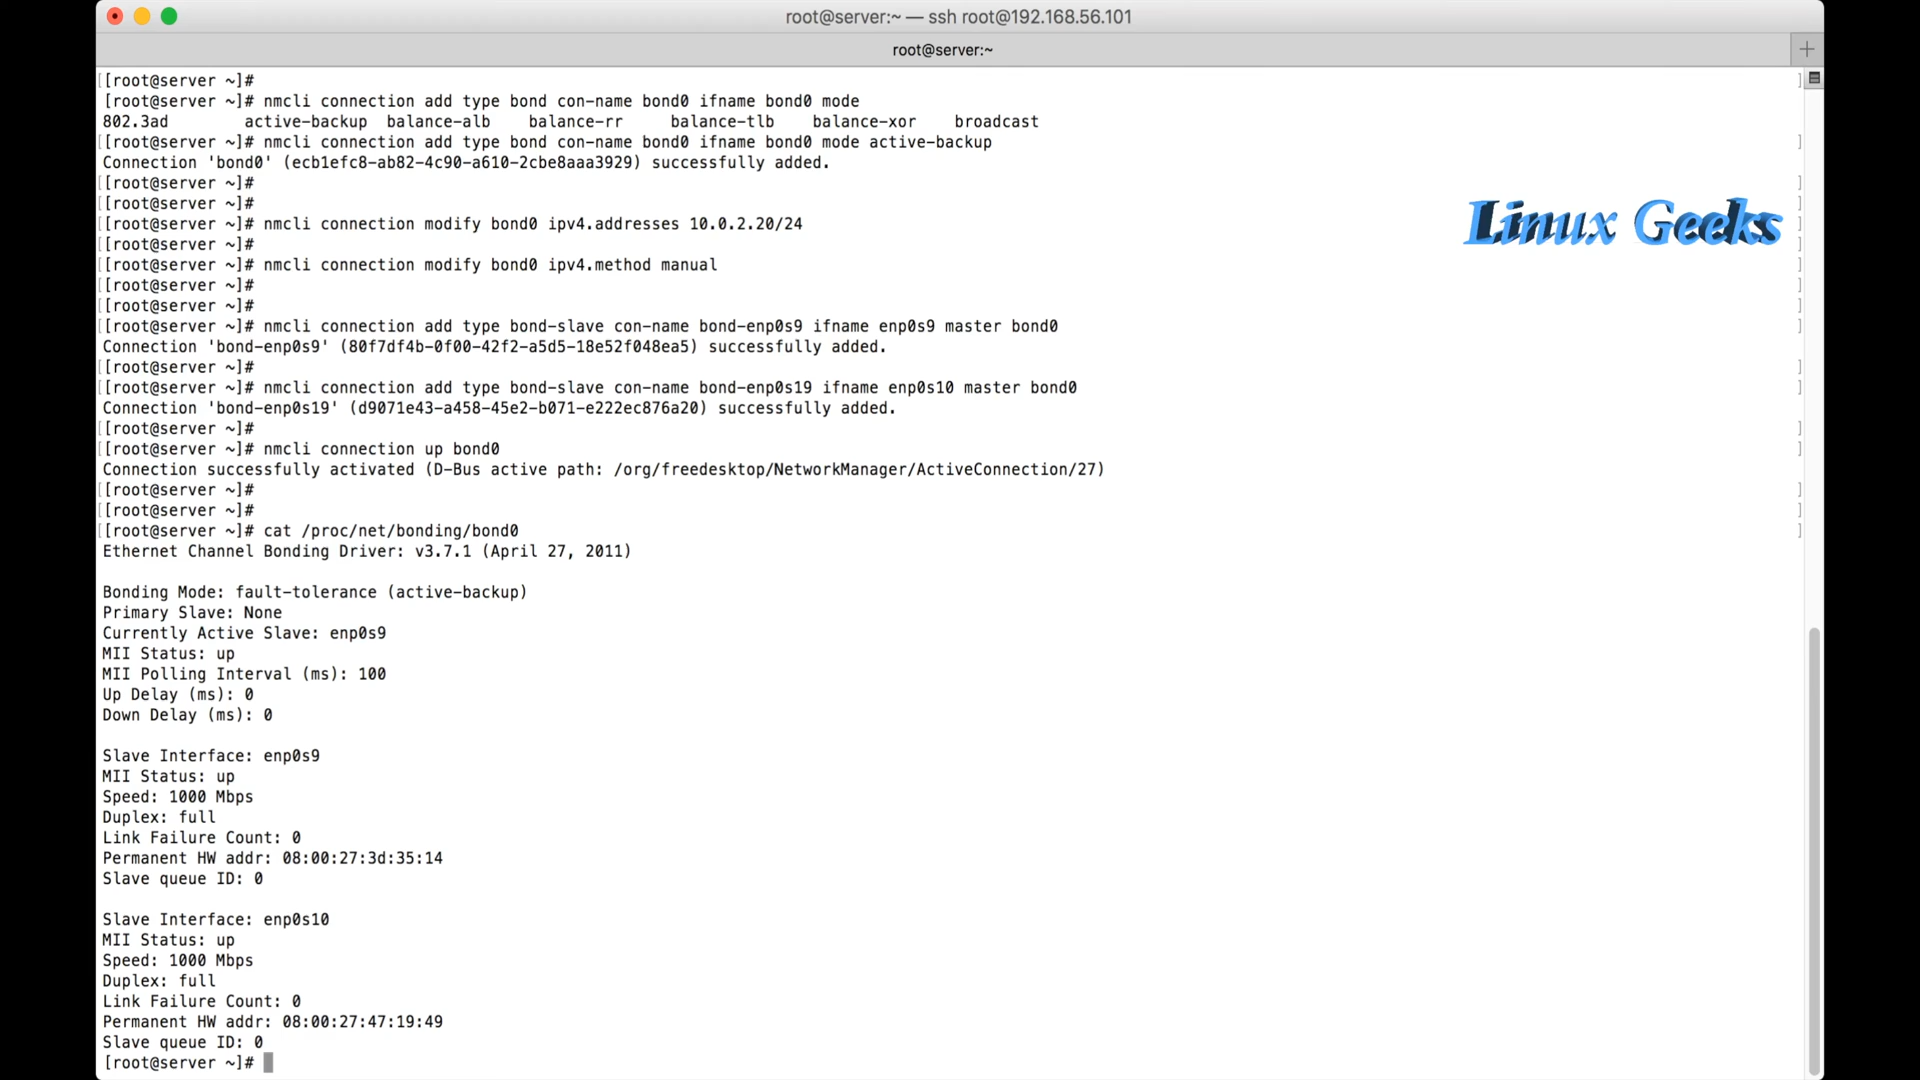 root@server:~ — ssh root@192.168.56.101
root@server:~
[[root@server ~]# ]
[root@server ~]# nmcli connection add type bond con-name bond0 ifname bond0 mode
802.3ad active-backup balance-alb balance-rr balance-tlb balance-xor broadcast
[[root@server ~]# nmcli connection add type bond con-name bond0 ifname bond0 mode active-backup ]
Connection 'bond0' (ecb1efc8-ab82-4c90-a610-2cbe8aaa3929) successfully added.
[[root@server ~]# ]
[[root@server ~]# ]
Linux Geeks
[[root@server ~]# nmcli connection modify bond0 ipv4.addresses 10.0.2.20/24 ]
[[root@server ~]# ]
[[root@server ~]# nmcli connection modify bond0 ipv4.method manual ]
[[root@server ~]# ]
[[root@server ~]# ]
[[root@server ~]# nmcli connection add type bond-slave con-name bond-enp0s9 ifname enp0s9 master bond0 ]
Connection 'bond-enp0s9' (80f7df4b-0f00-42f2-a5d5-18e52f048ea5) successfully added.
[[root@server ~]# ]
[[root@server ~]# nmcli connection add type bond-slave con-name bond-enp0s19 ifname enp0s10 master bond0 ]
Connection 'bond-enp0s19' (d9071e43-a458-45e2-b071-e222ec876a20) successfully added.
[[root@server ~]# ]
[[root@server ~]# nmcli connection up bond0 ]
Connection successfully activated (D-Bus active path: /org/freedesktop/NetworkManager/ActiveConnection/27)
[[root@server ~]# ]
[[root@server ~]# ]
[[root@server ~]# cat /proc/net/bonding/bond0 ]
Ethernet Channel Bonding Driver: v3.7.1 (April 27, 2011)
Bonding Mode: fault-tolerance (active-backup)
Primary Slave: None
Currently Active Slave: enp0s9
MII Status: up
MII Polling Interval (ms): 100
Up Delay (ms): 0
Down Delay (ms): 0
Slave Interface: enp0s9
MII Status: up
Speed: 1000 Mbps
Duplex: full
Link Failure Count: 0
Permanent HW addr: 08:00:27:3d:35:14
Slave queue ID: 0
Slave Interface: enp0s10
MII Status: up
Speed: 1000 Mbps
Duplex: full
Link Failure Count: 0
Permanent HW addr: 08:00:27:47:19:49
Slave queue ID: 0
[root@server ~]#